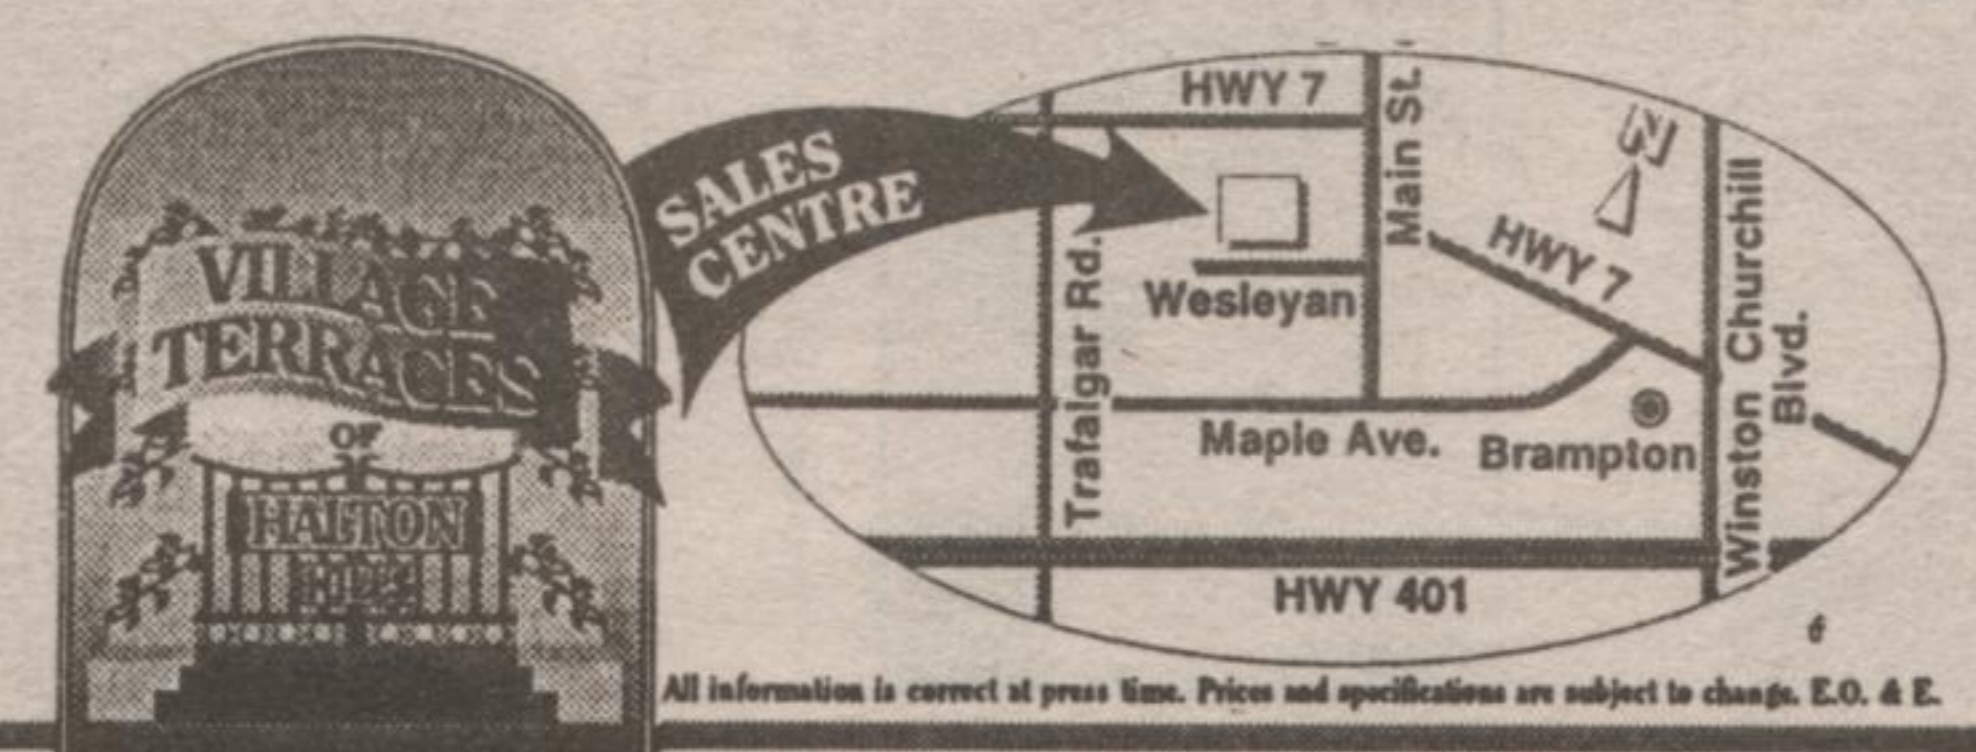 VILLAGE
TERRACES
OF
HALTON
HILLS
SALES
CENTRE
HWY 7
Main St.
N
HWY 7
Wesleyan
Trafalgar Rd.
Winston Churchill
Blvd.
Maple Ave.
Brampton
HWY 401
All information is correct at press time. Prices and specifications are subject to change. E.O. & E.